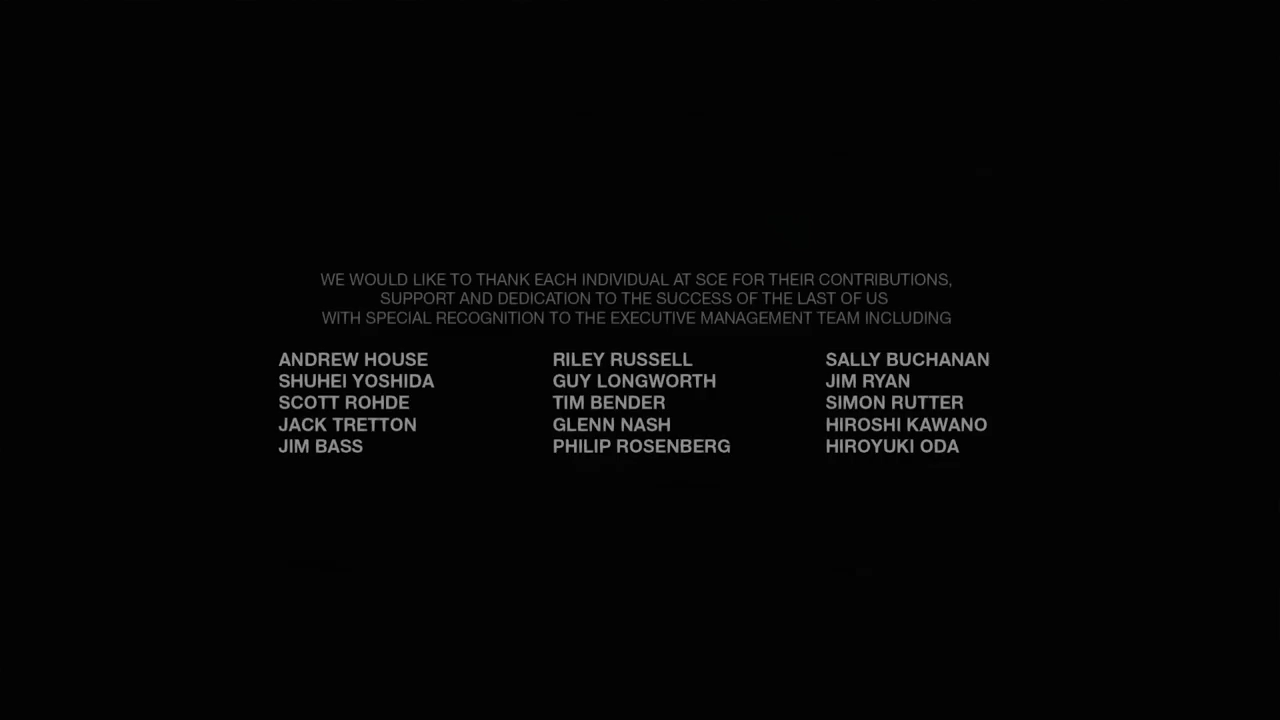 WE WOULD LIKE TO THANK EACH INDIVIDUAL AT SCE FOR THEIR CONTRIBUTIONS,
SUPPORT AND DEDICATION TO THE SUCCESS OF THE LAST OF US
WITH SPECIAL RECOGNITION TO THE EXECUTIVE MANAGEMENT TEAM INCLUDING
ANDREW HOUSE
SHUHEI YOSHIDA
SCOTT ROHDE
JACK TRETTON
JIM BASS
RILEY RUSSELL
GUY LONGWORTH
TIM BENDER
GLENN NASH
PHILIP ROSENBERG
SALLY BUCHANAN
JIM RYAN
SIMON RUTTER
HIROSHI KAWANO
HIROYUKI ODA